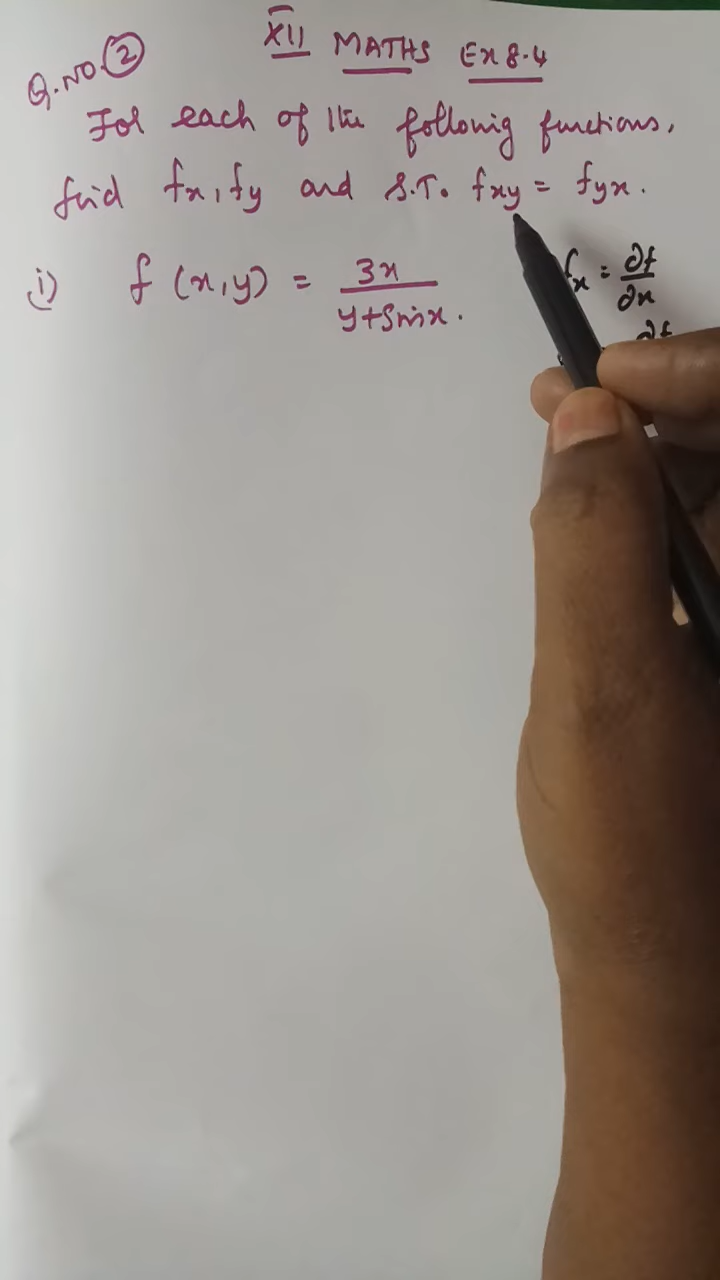 XII MATHS Ex 8.4
Q.NO. 2
For each of the following functions,
find fx, fy and S.T. fxy = fyx.
i) f (x,y) = 3x / y+Sinx.
fx = ∂f / ∂x
∂f